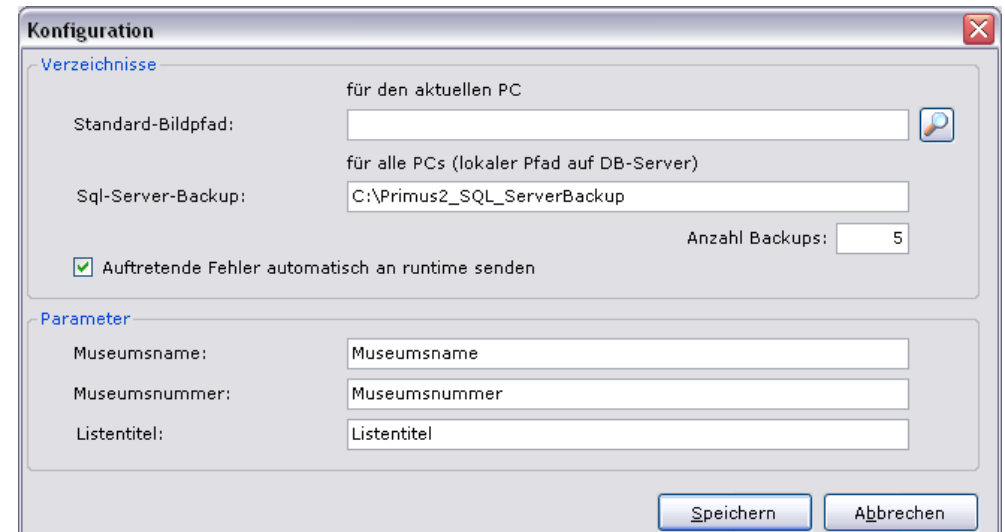 Konfiguration
Verzeichnisse
für den aktuellen PC
Standard-Bildpfad:
für alle PCs (lokaler Pfad auf DB-Server)
Sql-Server-Backup: C:\Primus2_SQL_ServerBackup
Anzahl Backups: 5
Auftretende Fehler automatisch an runtime senden
Parameter
Museumsname: Museumsname
Museumsnummer: Museumsnummer
Listentitel: Listentitel
Speichern Abbrechen